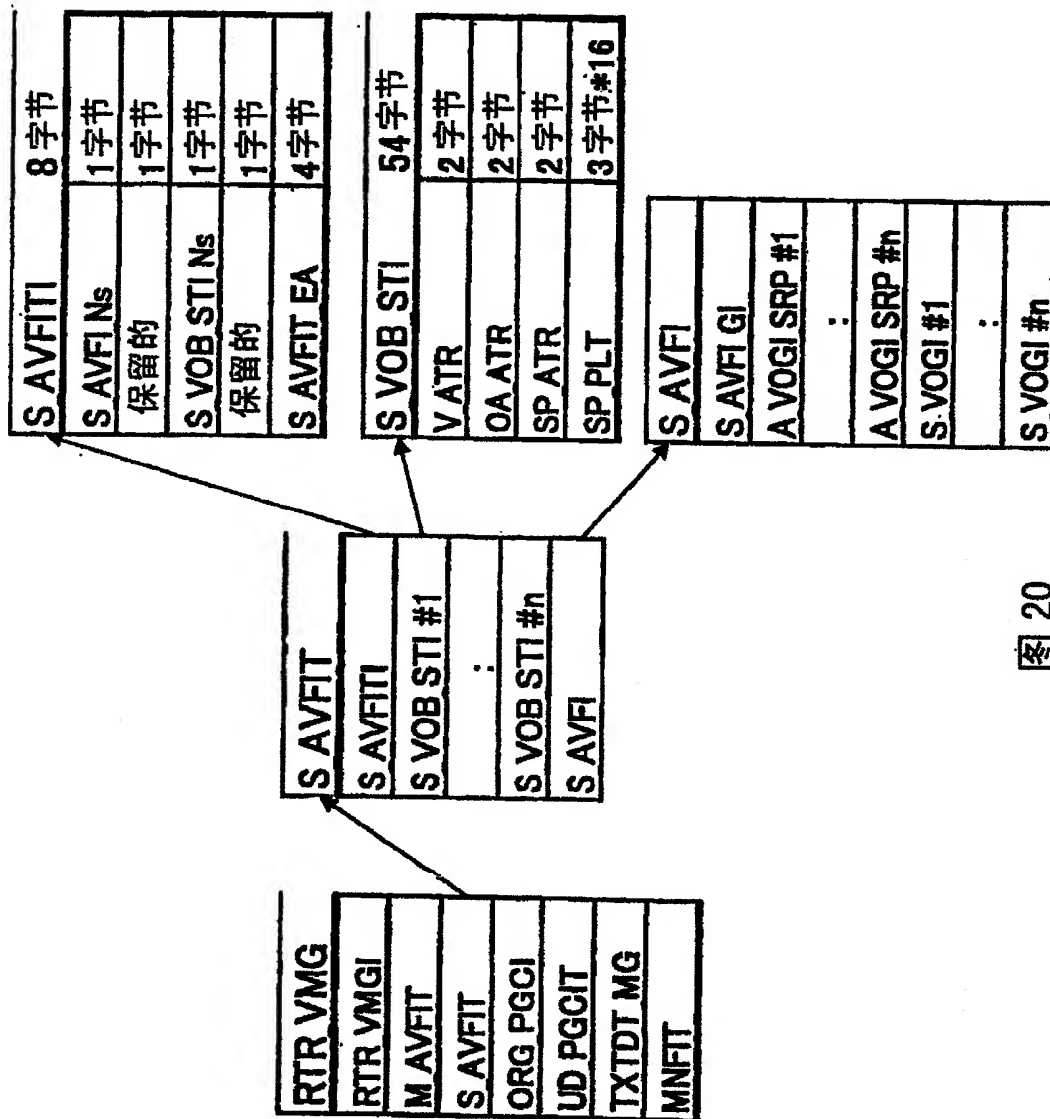 RTR VMG
RTR VMGI
M AVFIT
S AVFIT
ORG PGCI
UD PGCIT
TXTDT MG
MNFIT
S AVFIT
S AVFITI
S VOB STI #1
:
S VOB STI #n
S AVFI
S AVFITI 8字节
S AVFI Ns 1字节
保留的 1字节
S VOB STI Ns 1字节
保留的 1字节
S AVFIT EA 4字节
S VOB STI 54字节
V ATR 2字节
OA ATR 2字节
SP ATR 2字节
SP PLT 3字节*16
S AVFI
S AVFI GI
A VOGI SRP #1
:
A VOGI SRP #n
S VOGI #1
:
S VOGI #n
图 20